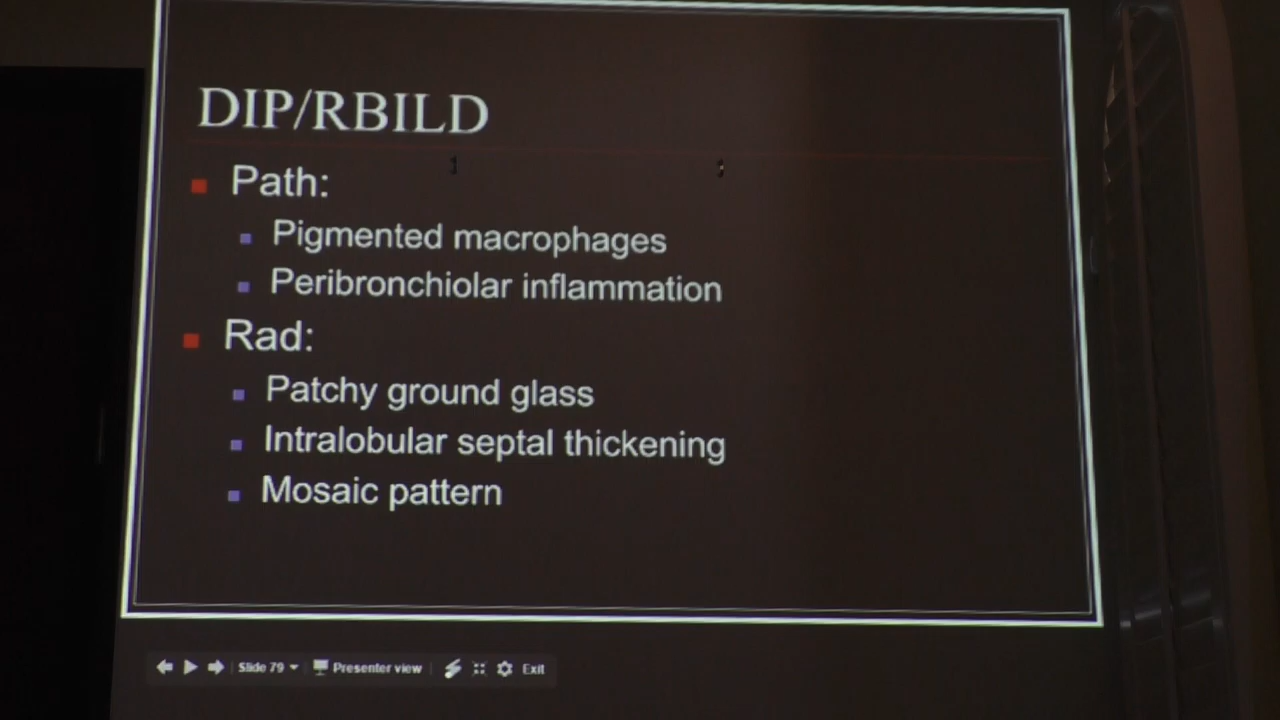 DIP/RBILD
Path:
Pigmented macrophages
Peribronchiolar inflammation
Rad:
Patchy ground glass
Intralobular septal thickening
Mosaic pattern
Slide 79 Presenter view Exit